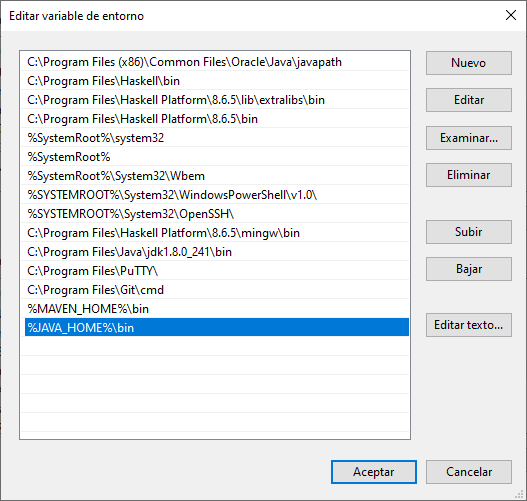 Editar variable de entorno
C:\Program Files (x86)\Common Files\Oracle\Java\javapath
C:\Program Files\Haskell\bin
C:\Program Files\Haskell Platform\8.6.5\lib\extralibs\bin
C:\Program Files\Haskell Platform\8.6.5\bin
%SystemRoot%\system32
%SystemRoot%
%SystemRoot%\System32\Wbem
%SYSTEMROOT%\System32\WindowsPowerShell\v1.0\
%SYSTEMROOT%\System32\OpenSSH\
C:\Program Files\Haskell Platform\8.6.5\mingw\bin
C:\Program Files\Java\jdk1.8.0_241\bin
C:\Program Files\PuTTY\
C:\Program Files\Git\cmd
%MAVEN_HOME%\bin
%JAVA_HOME%\bin
Nuevo
Editar
Examinar...
Eliminar
Subir
Bajar
Editar texto...
Aceptar
Cancelar